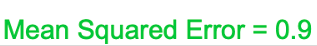 Mean Squared Error = 0.9